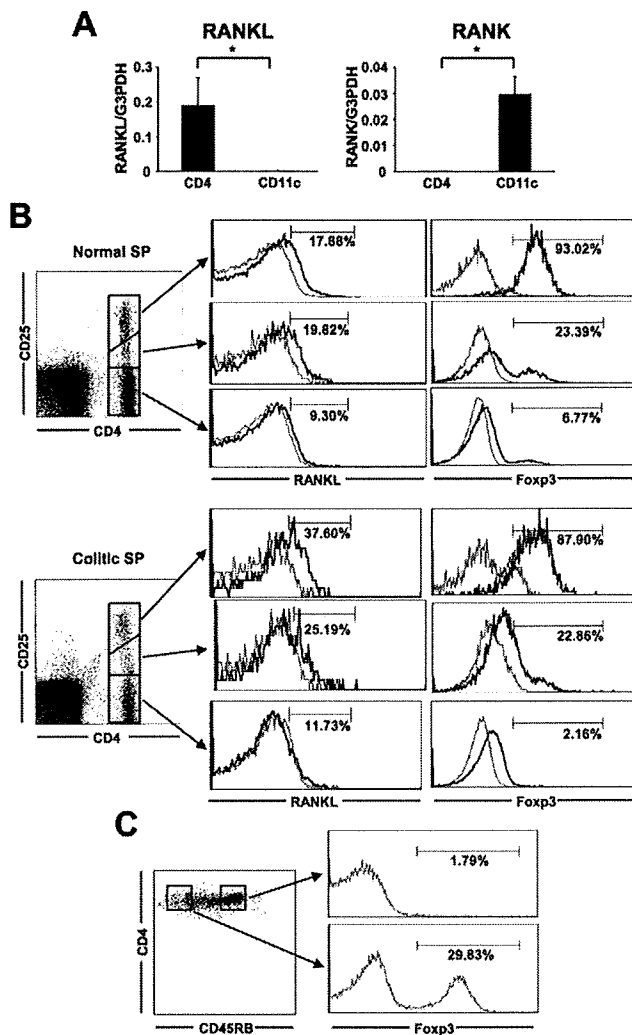 A
RANKL
*
RANKL/G3PDH
0.3
0.2
0.1
0
CD4 CD11c
RANK
*
RANK/G3PDH
0.04
0.03
0.02
0.01
0
CD4 CD11c
B
Normal SP
CD25
CD4
17.88%
93.02%
19.82%
23.39%
9.30%
6.77%
RANKL
Foxp3
Colitic SP
CD25
CD4
37.60%
87.90%
25.19%
22.86%
11.73%
2.16%
RANKL
Foxp3
C
CD4
CD45RB
1.79%
29.83%
Foxp3